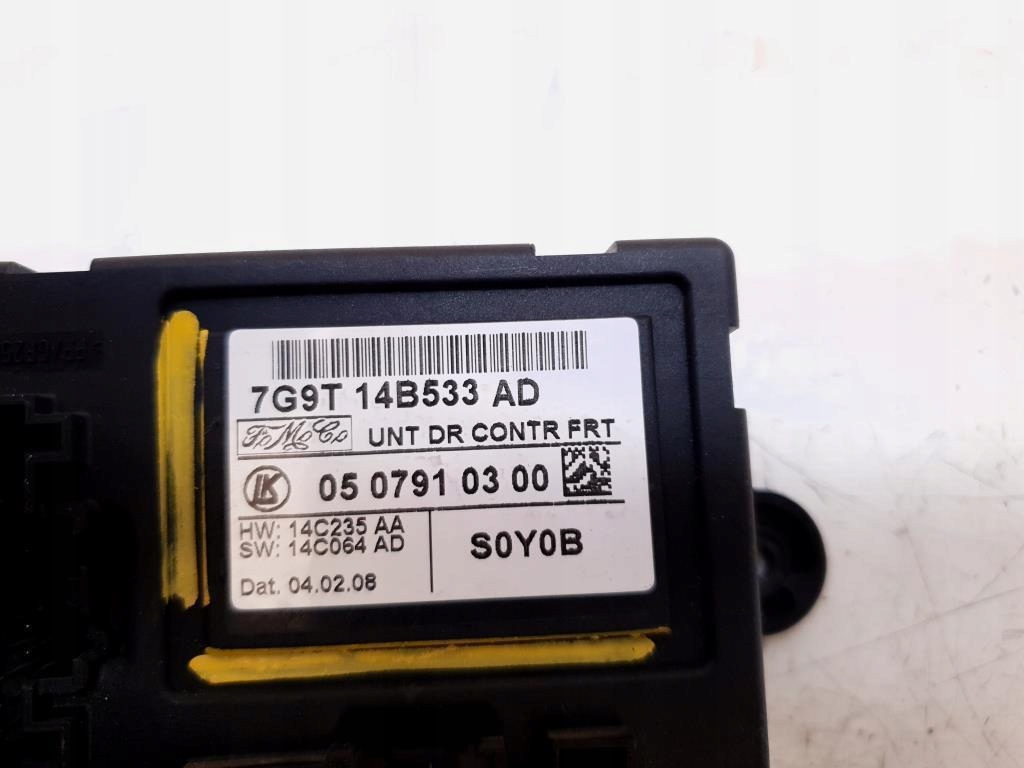 7G9T 14B533 AD
FoMoCo UNT DR CONTR FRT
LK 05 0791 03 00
HW: 14C235 AA
SW: 14C064 AD
S0Y0B
Dat. 04.02.08